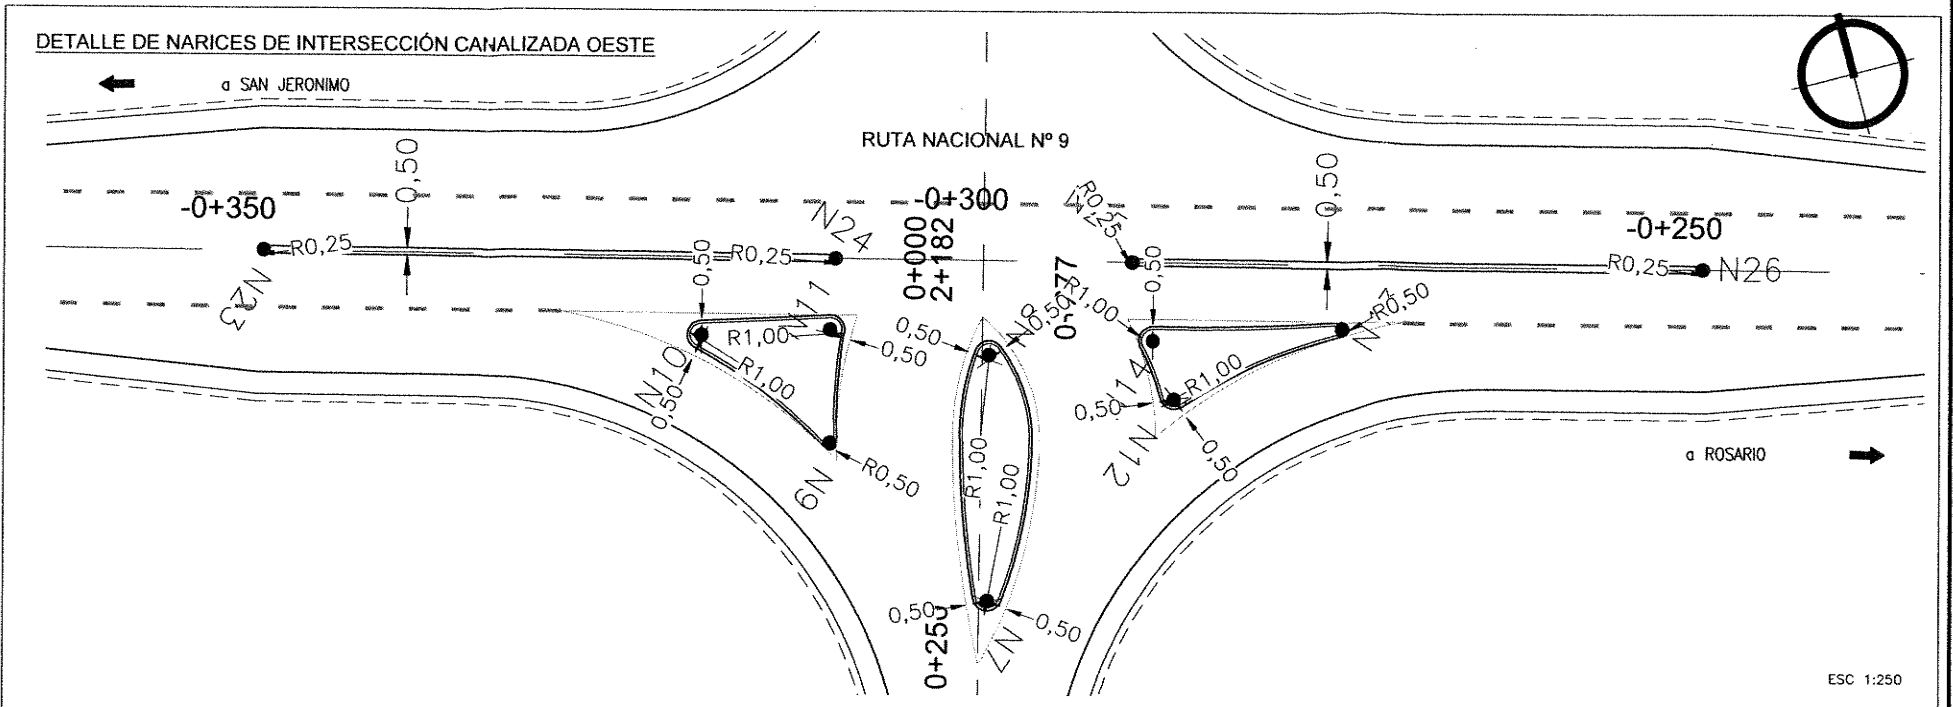 DETALLE DE NARICES DE INTERSECCIÓN CANALIZADA OESTE
a SAN JERONIMO
RUTA NACIONAL Nº 9
0,50
0,50
-0+350
-0+300
-0+250
N24
R0,25
R0,25
R0,25
R0,25
N26
N23
0+000
2+182
0,50
0,50
N11
R1,00
R1,00
N10
0,50
0,50
0,50
N8
R0,50
R1,00
R0,50
R1,00
N14
0,50
N12
0,50
N9
R0,50
R1,00
R1,00
a ROSARIO
0,50
0,50
N7
0+250
ESC 1:250